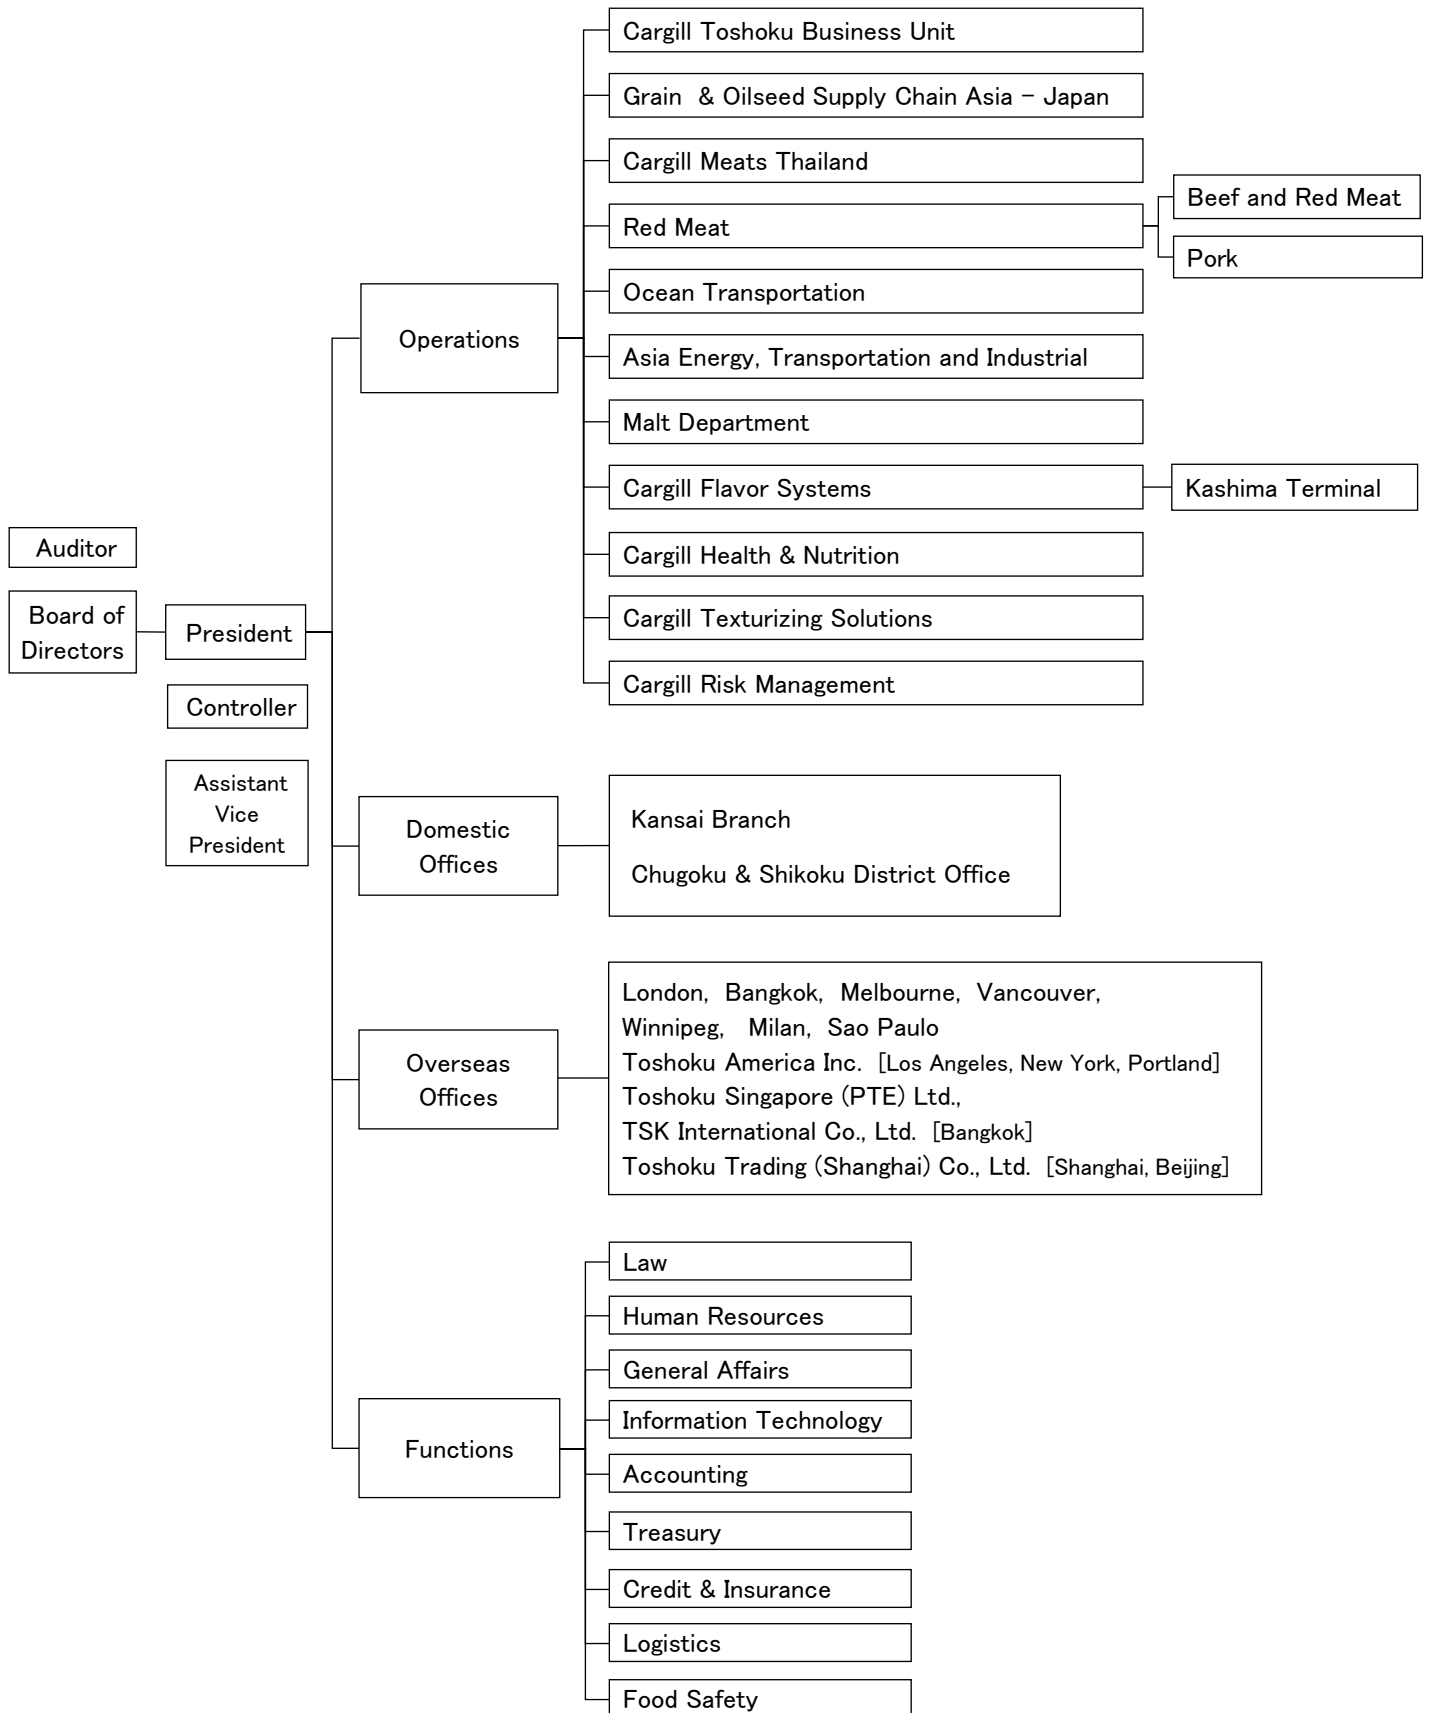 Auditor
Board of
Directors
President
Controller
Assistant
Vice
President
Operations
Cargill Toshoku Business Unit
Grain & Oilseed Supply Chain Asia − Japan
Cargill Meats Thailand
Red Meat
Beef and Red Meat
Pork
Ocean Transportation
Asia Energy, Transportation and Industrial
Malt Department
Cargill Flavor Systems
Kashima Terminal
Cargill Health & Nutrition
Cargill Texturizing Solutions
Cargill Risk Management
Domestic
Offices
Kansai Branch
Chugoku & Shikoku District Office
Overseas
Offices
London, Bangkok, Melbourne, Vancouver,
Winnipeg, Milan, Sao Paulo
Toshoku America Inc. [Los Angeles, New York, Portland]
Toshoku Singapore (PTE) Ltd.,
TSK International Co., Ltd. [Bangkok]
Toshoku Trading (Shanghai) Co., Ltd. [Shanghai, Beijing]
Functions
Law
Human Resources
General Affairs
Information Technology
Accounting
Treasury
Credit & Insurance
Logistics
Food Safety